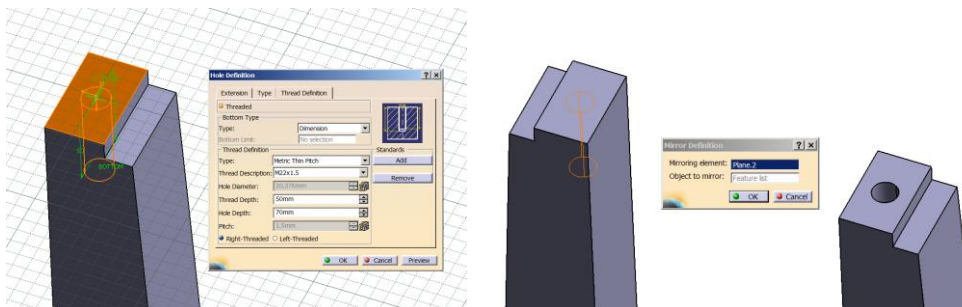 Hole Definition
Extension Type Thread Definition
Threaded
Bottom Type
Type: Dimension
Bottom Limit: No selection
Thread Definition
Standards
Type: Metric Thin Pitch Add
Thread Description: M22x1.5 Remove
Hole Diameter: 20,376mm
Thread Depth: 50mm
Hole Depth: 70mm
Pitch: 1,5mm
Right-Threaded Left-Threaded
OK Cancel Preview
BOTTOM
Mirror Definition
Mirroring element: Plane.2
Object to mirror: Feature list
OK Cancel